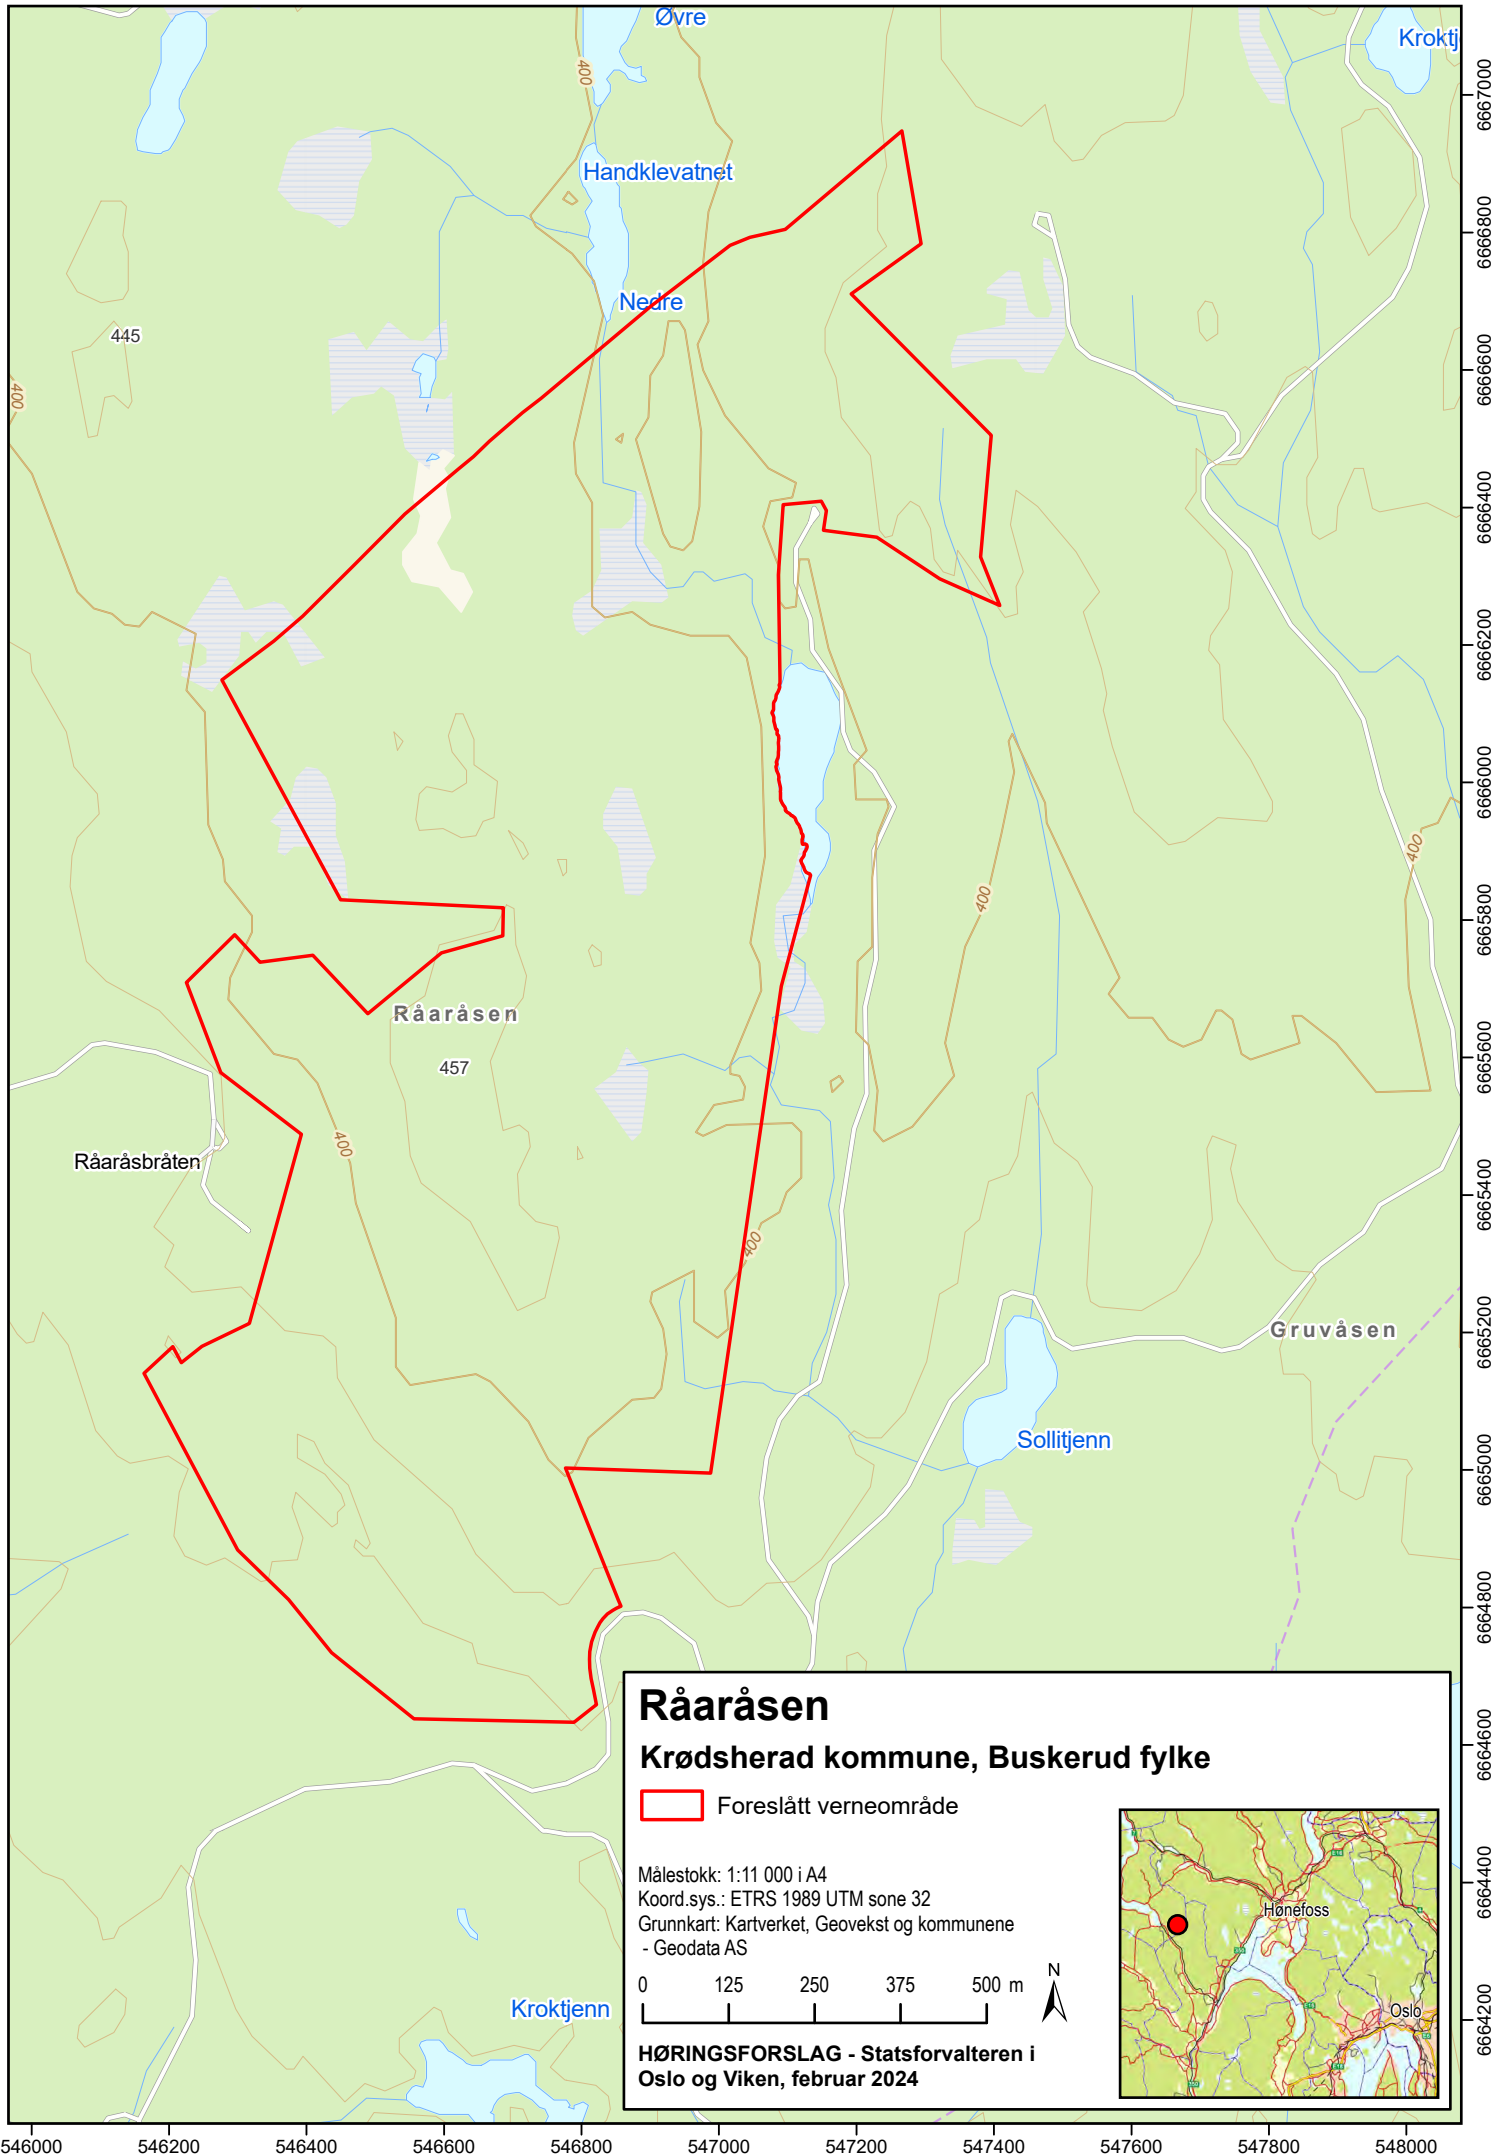 Øvre
Kroktj
400
Handklevatnet
Nedre
445
400
400
400
Råaråsen
457
Råaråsbråten
400
400
Gruvåsen
Sollitjenn
Kroktjenn
Råaråsen
Krødsherad kommune, Buskerud fylke
Foreslått verneområde
Målestokk: 1:11 000 i A4
Koord.sys.: ETRS 1989 UTM sone 32
Grunnkart: Kartverket, Geovekst og kommunene
- Geodata AS
0 125 250 375 500 m
N
HØRINGSFORSLAG - Statsforvalteren i
Oslo og Viken, februar 2024
Hønefoss
Oslo
6667000
6666800
6666600
6666400
6666200
6666000
6665800
6665600
6665400
6665200
6665000
6664800
6664600
6664400
6664200
546000 546200 546400 546600 546800 547000 547200 547400 547600 547800 548000